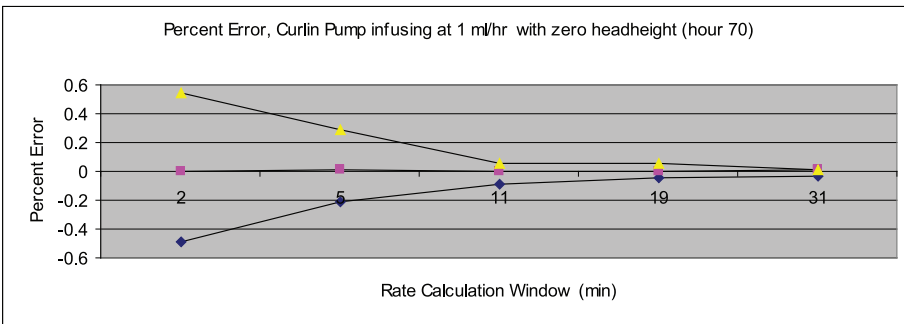 Percent Error, Curlin Pump infusing at 1 ml/hr with zero headheight (hour 70)
Percent Error
0.6
0.4
0.2
0
-0.2
-0.4
-0.6
2 5 11 19 31
Rate Calculation Window (min)